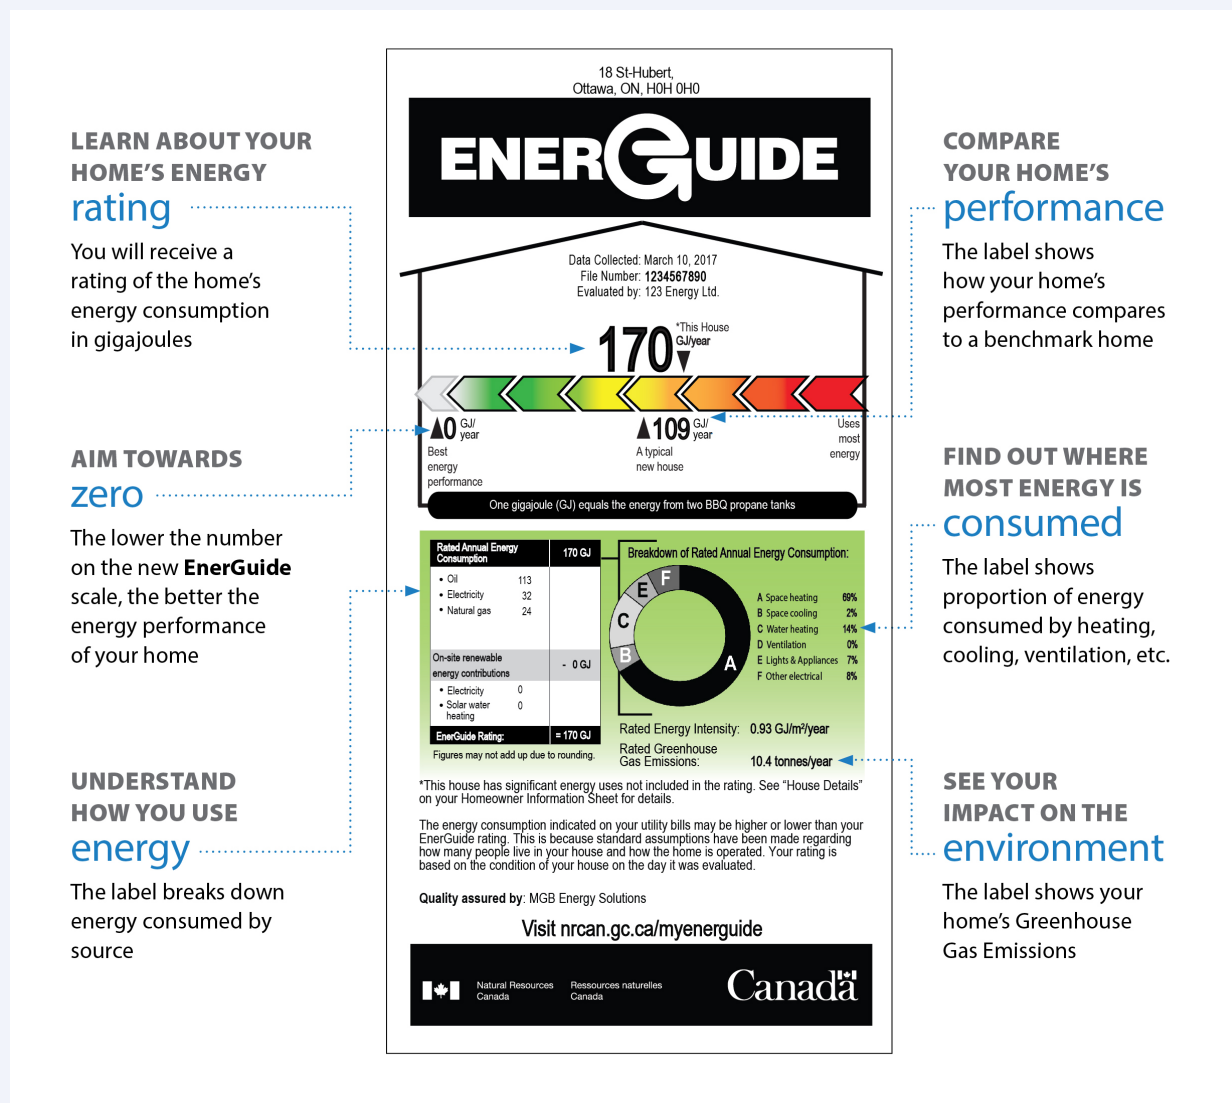 18 St-Hubert,
Ottawa, ON, H0H 0H0
ENERGUIDE
LEARN ABOUT YOUR
HOME'S ENERGY
rating
You will receive a
rating of the home's
energy consumption
in gigajoules
AIM TOWARDS
zero
The lower the number
on the new EnerGuide
scale, the better the
energy performance
of your home
UNDERSTAND
HOW YOU USE
energy
The label breaks down
energy consumed by
source
Data Collected: March 10, 2017
File Number: 1234567890
Evaluated by: 123 Energy Ltd.
170
*This House
GJ/year
0 GJ/
year
Best
energy
performance
109 GJ/
year
A typical
new house
Uses
most
energy
One gigajoule (GJ) equals the energy from two BBQ propane tanks
Rated Annual Energy
Consumption
170 GJ
• Oil 113
• Electricity 32
• Natural gas 24
On-site renewable
energy contributions
- 0 GJ
• Electricity 0
• Solar water
heating
0
EnerGuide Rating: = 170 GJ
Figures may not add up due to rounding.
Breakdown of Rated Annual Energy Consumption:
A
B
C
E
F
A Space heating 69%
B Space cooling 2%
C Water heating 14%
D Ventilation 0%
E Lights & Appliances 7%
F Other electrical 8%
Rated Energy Intensity: 0.93 GJ/m²/year
Rated Greenhouse
Gas Emissions: 10.4 tonnes/year
*This house has significant energy uses not included in the rating. See “House Details”
on your Homeowner Information Sheet for details.
The energy consumption indicated on your utility bills may be higher or lower than your
EnerGuide rating. This is because standard assumptions have been made regarding
how many people live in your house and how the home is operated. Your rating is
based on the condition of your house on the day it was evaluated.
Quality assured by: MGB Energy Solutions
Visit nrcan.gc.ca/myenerguide
Natural Resources
Canada
Ressources naturelles
Canada
Canada
COMPARE
YOUR HOME'S
performance
The label shows
how your home's
performance compares
to a benchmark home
FIND OUT WHERE
MOST ENERGY IS
consumed
The label shows
proportion of energy
consumed by heating,
cooling, ventilation, etc.
SEE YOUR
IMPACT ON THE
environment
The label shows your
home's Greenhouse
Gas Emissions